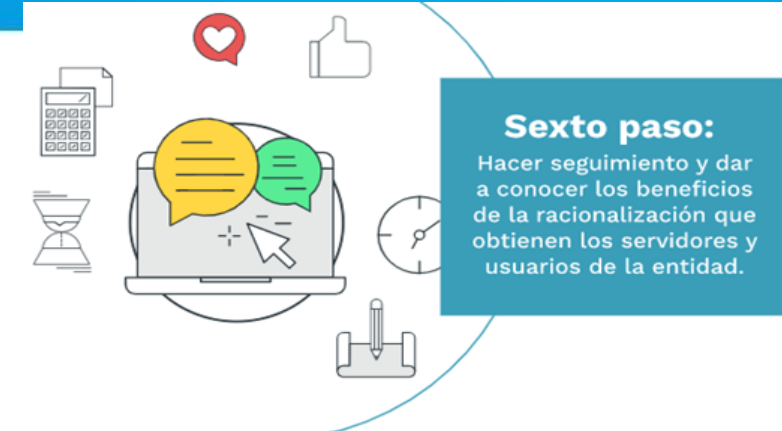 Sexto paso:
Hacer seguimiento y dar
a conocer los beneficios
de la racionalización que
obtienen los servidores y
usuarios de la entidad.